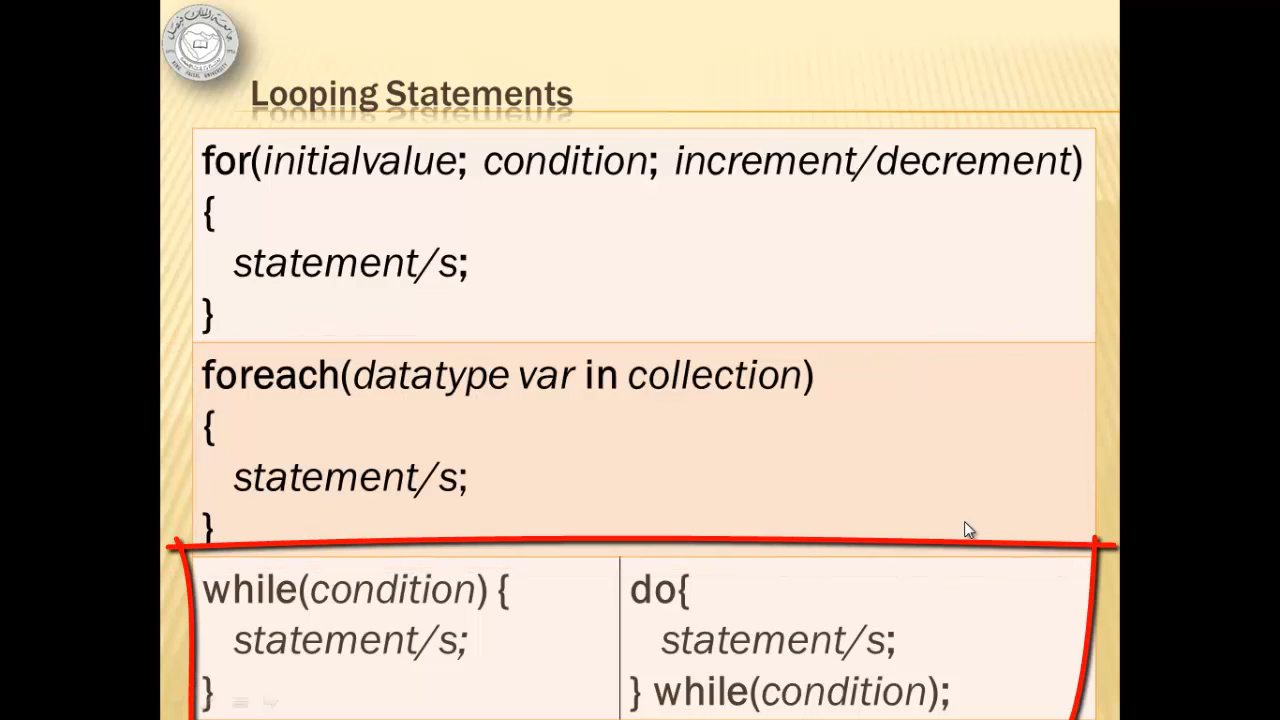 Looping Statements
for(initialvalue; condition; increment/decrement)
{
statement/s;
}
foreach(datatype var in collection)
{
statement/s;
}
while(condition) {
statement/s;
}
do{
statement/s;
} while(condition);